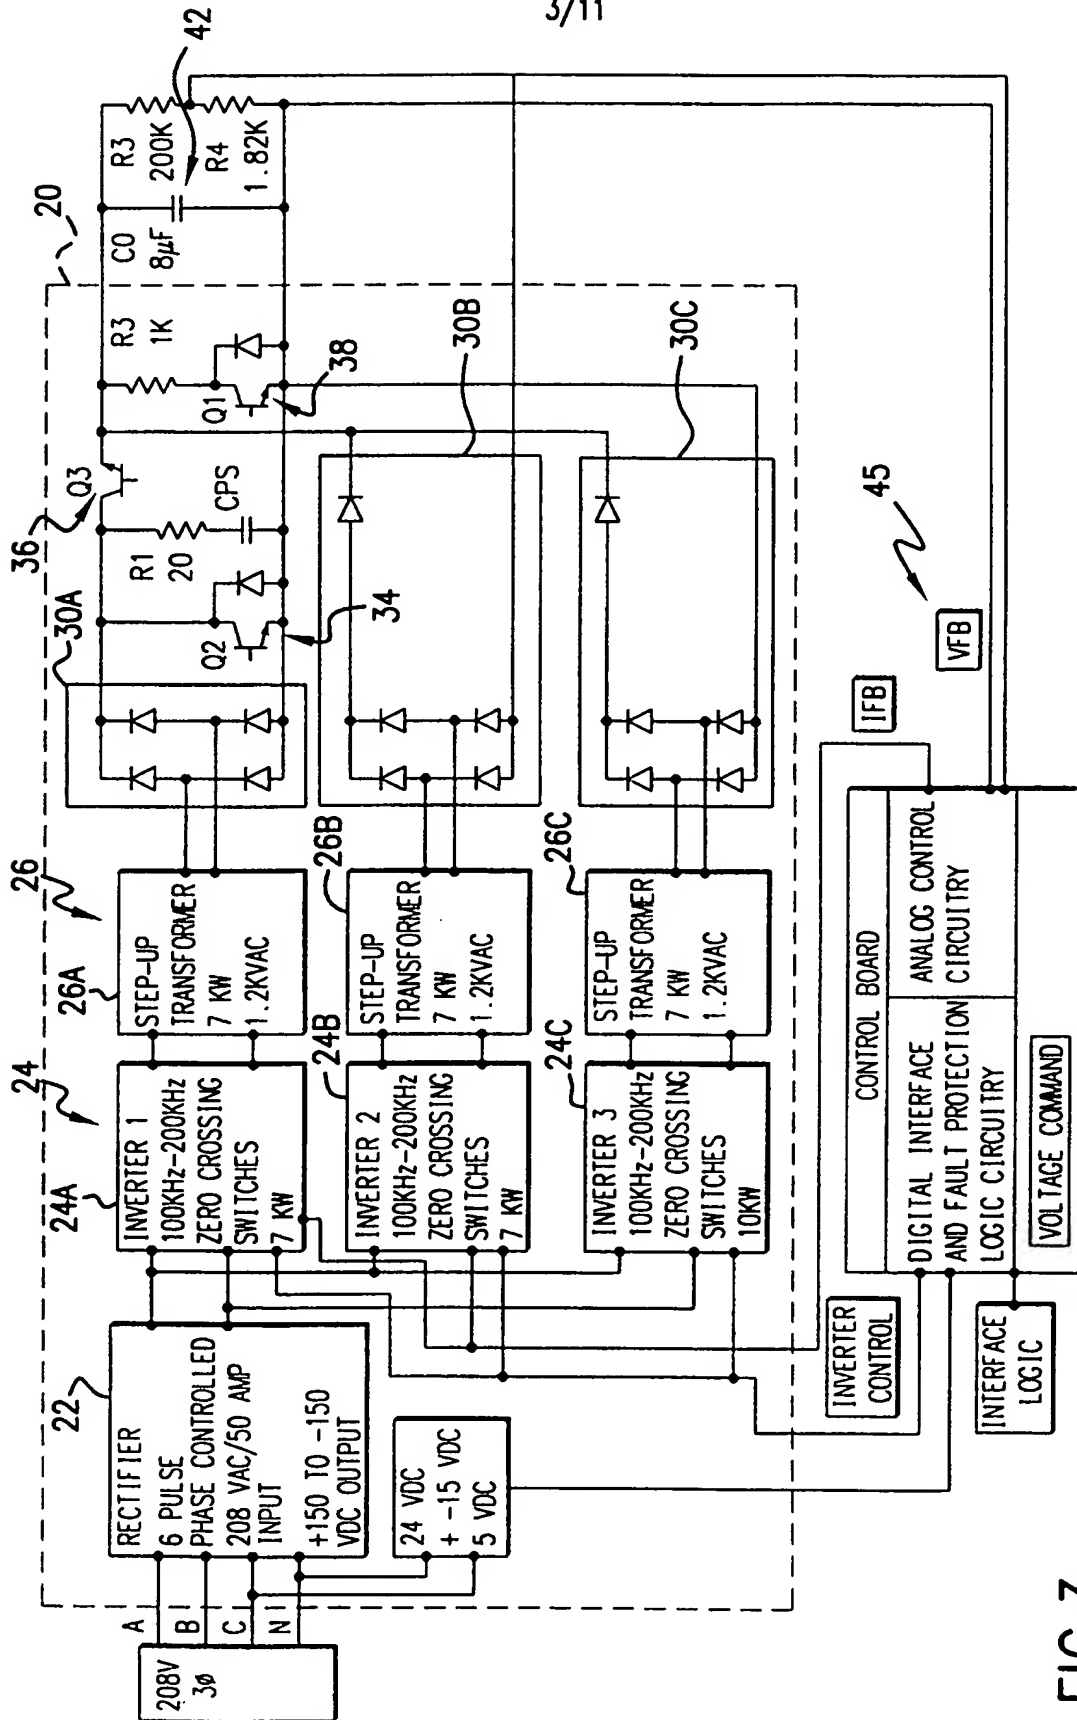 3/11
42
20
R3
200K
R4
1.82K
C0
8µF
R3
1K
Q1
38
30B
30C
36
Q3
R1
20
CPS
Q2
34
30A
45
VFB
IFB
26
26A
STEP-UP
TRANSFORMER
7 KW
1.2KVAC
26B
STEP-UP
TRANSFORMER
7 KW
1.2KVAC
26C
STEP-UP
TRANSFORMER
7 KW
1.2KVAC
24
24A
INVERTER 1
100KHz-200KHz
ZERO CROSSING
SWITCHES
7 KW
24B
INVERTER 2
100KHz-200KHz
ZERO CROSSING
SWITCHES
7 KW
24C
INVERTER 3
100KHz-200KHz
ZERO CROSSING
SWITCHES
10KW
CONTROL BOARD
ANALOG CONTROL
CIRCUITRY
DIGITAL INTERFACE
AND FAULT PROTECTION
LOGIC CIRCUITRY
VOLTAGE COMMAND
INVERTER
CONTROL
INTERFACE
LOGIC
22
RECTIFIER
6 PULSE
PHASE CONTROLLED
208 VAC/50 AMP
INPUT
+150 TO -150
VDC OUTPUT
24 VDC
+ -15 VDC
5 VDC
A
B
C
N
208V
3ø
FIG.3